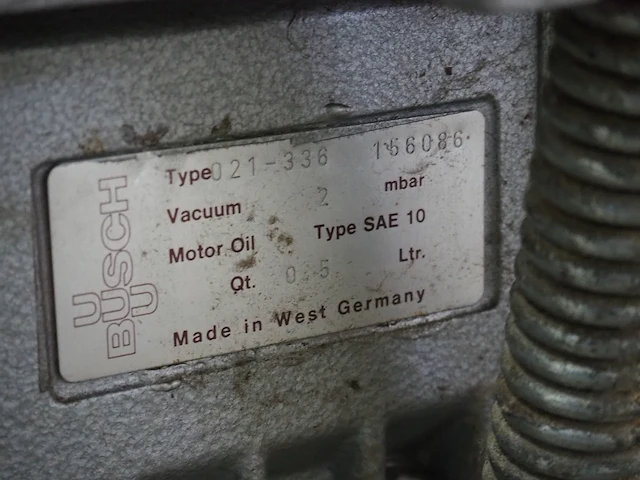 BUSCH
Type 021-336 156086
Vacuum 2 mbar
Motor Oil Type SAE 10
Qt. 0.5 Ltr.
Made in West Germany